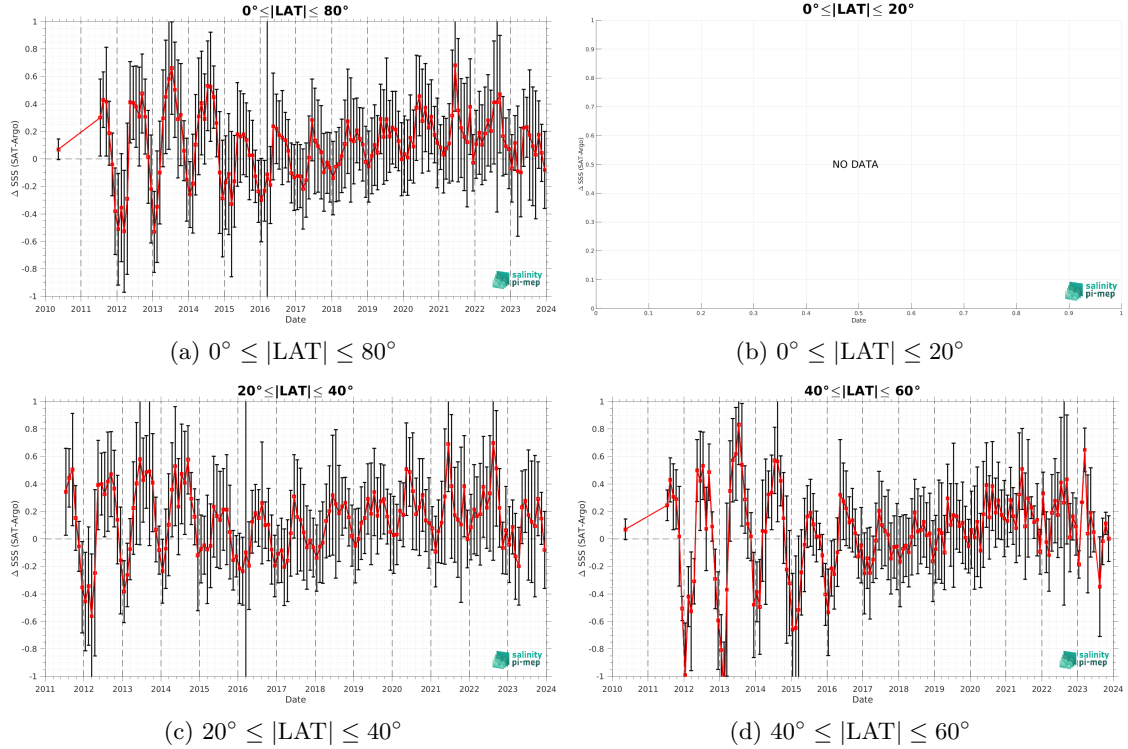 0°≤|LAT|≤ 80°
Δ SSS (SAT-Argo)
1
0.8
0.6
0.4
0.2
0
-0.2
-0.4
-0.6
-0.8
-1
2010 2011 2012 2013 2014 2015 2016 2017 2018 2019 2020 2021 2022 2023 2024
Date
salinity
pi-mep
(a) 0° ≤ |LAT| ≤ 80°
0°≤|LAT|≤ 20°
Δ SSS (SAT-Argo)
1
0.9
0.8
0.7
0.6
0.5
0.4
0.3
0.2
0.1
0
NO DATA
0 0.1 0.2 0.3 0.4 0.5 0.6 0.7 0.8 0.9 1
Date
salinity
pi-mep
(b) 0° ≤ |LAT| ≤ 20°
20°≤|LAT|≤ 40°
Δ SSS (SAT-Argo)
1
0.8
0.6
0.4
0.2
0
-0.2
-0.4
-0.6
-0.8
-1
2011 2012 2013 2014 2015 2016 2017 2018 2019 2020 2021 2022 2023 2024
Date
salinity
pi-mep
(c) 20° ≤ |LAT| ≤ 40°
40°≤|LAT|≤ 60°
Δ SSS (SAT-Argo)
1
0.8
0.6
0.4
0.2
0
-0.2
-0.4
-0.6
-0.8
-1
2010 2011 2012 2013 2014 2015 2016 2017 2018 2019 2020 2021 2022 2023 2024
Date
salinity
pi-mep
(d) 40° ≤ |LAT| ≤ 60°